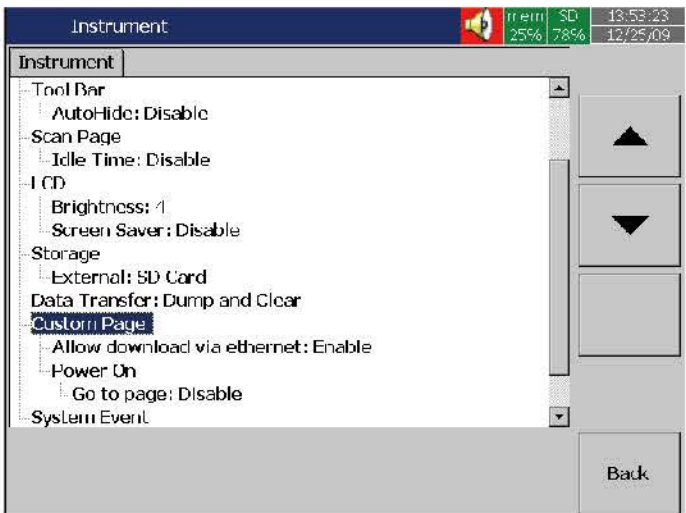 Instrument
mem SD 13:53:23
25% 78% 12/25/09
Instrument
Tool Bar
AutoHide: Disable
Scan Page
Idle Time: Disable
LCD
Brightness: 4
Screen Saver: Disable
Storage
External: SD Card
Data Transfer: Dump and Clear
Custom Page
Allow download via ethernet: Enable
Power On
Go to page: Disable
System Event
Back